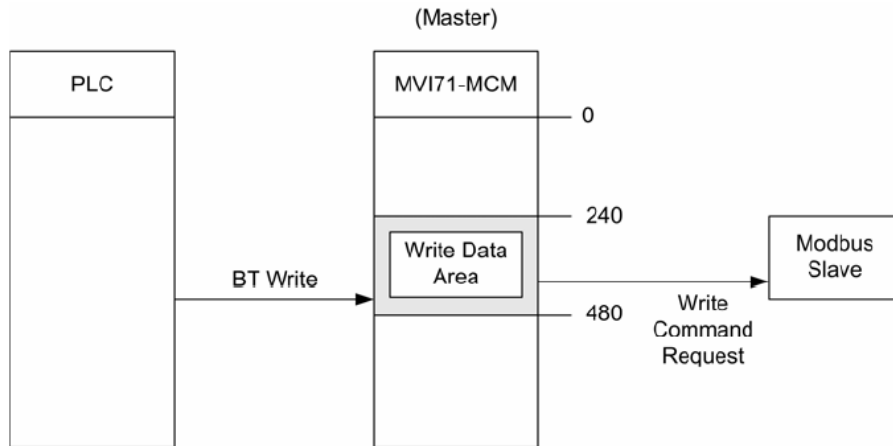 (Master)
PLC
MVI71-MCM
0
240
Write Data
Area
Modbus
Slave
BT Write
480
Write
Command
Request